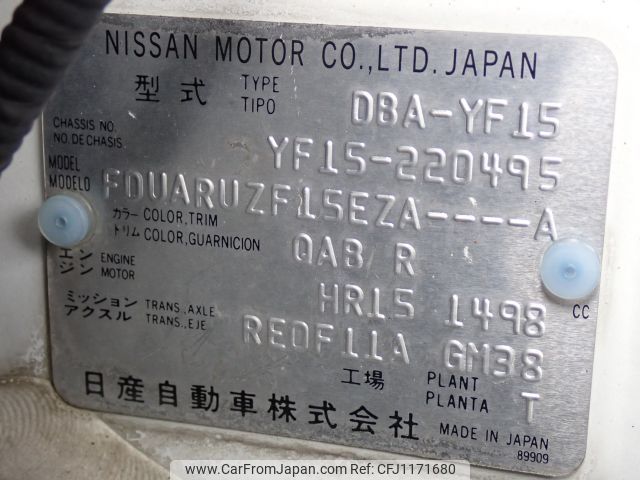 NISSAN MOTOR CO.,LTD. JAPAN
型式 TYPE TIPO DBA-YF15
CHASSIS NO. NO.DE CHASIS YF15-220495
MODEL MODELO FDUARUZF15EZA----A
カラー COLOR,TRIM
トリム COLOR,GUARNICION QAB/R
エンジン ENGINE MOTOR HR15 1498 CC
ミッション TRANS.,AXLE
アクスル TRANS.,EJE RE0F11A GM38
工場 PLANT PLANTA T
日産自動車株式会社 MADE IN JAPAN
89909
www.CarFromJapan.com | Stock ID: CFJ1171680